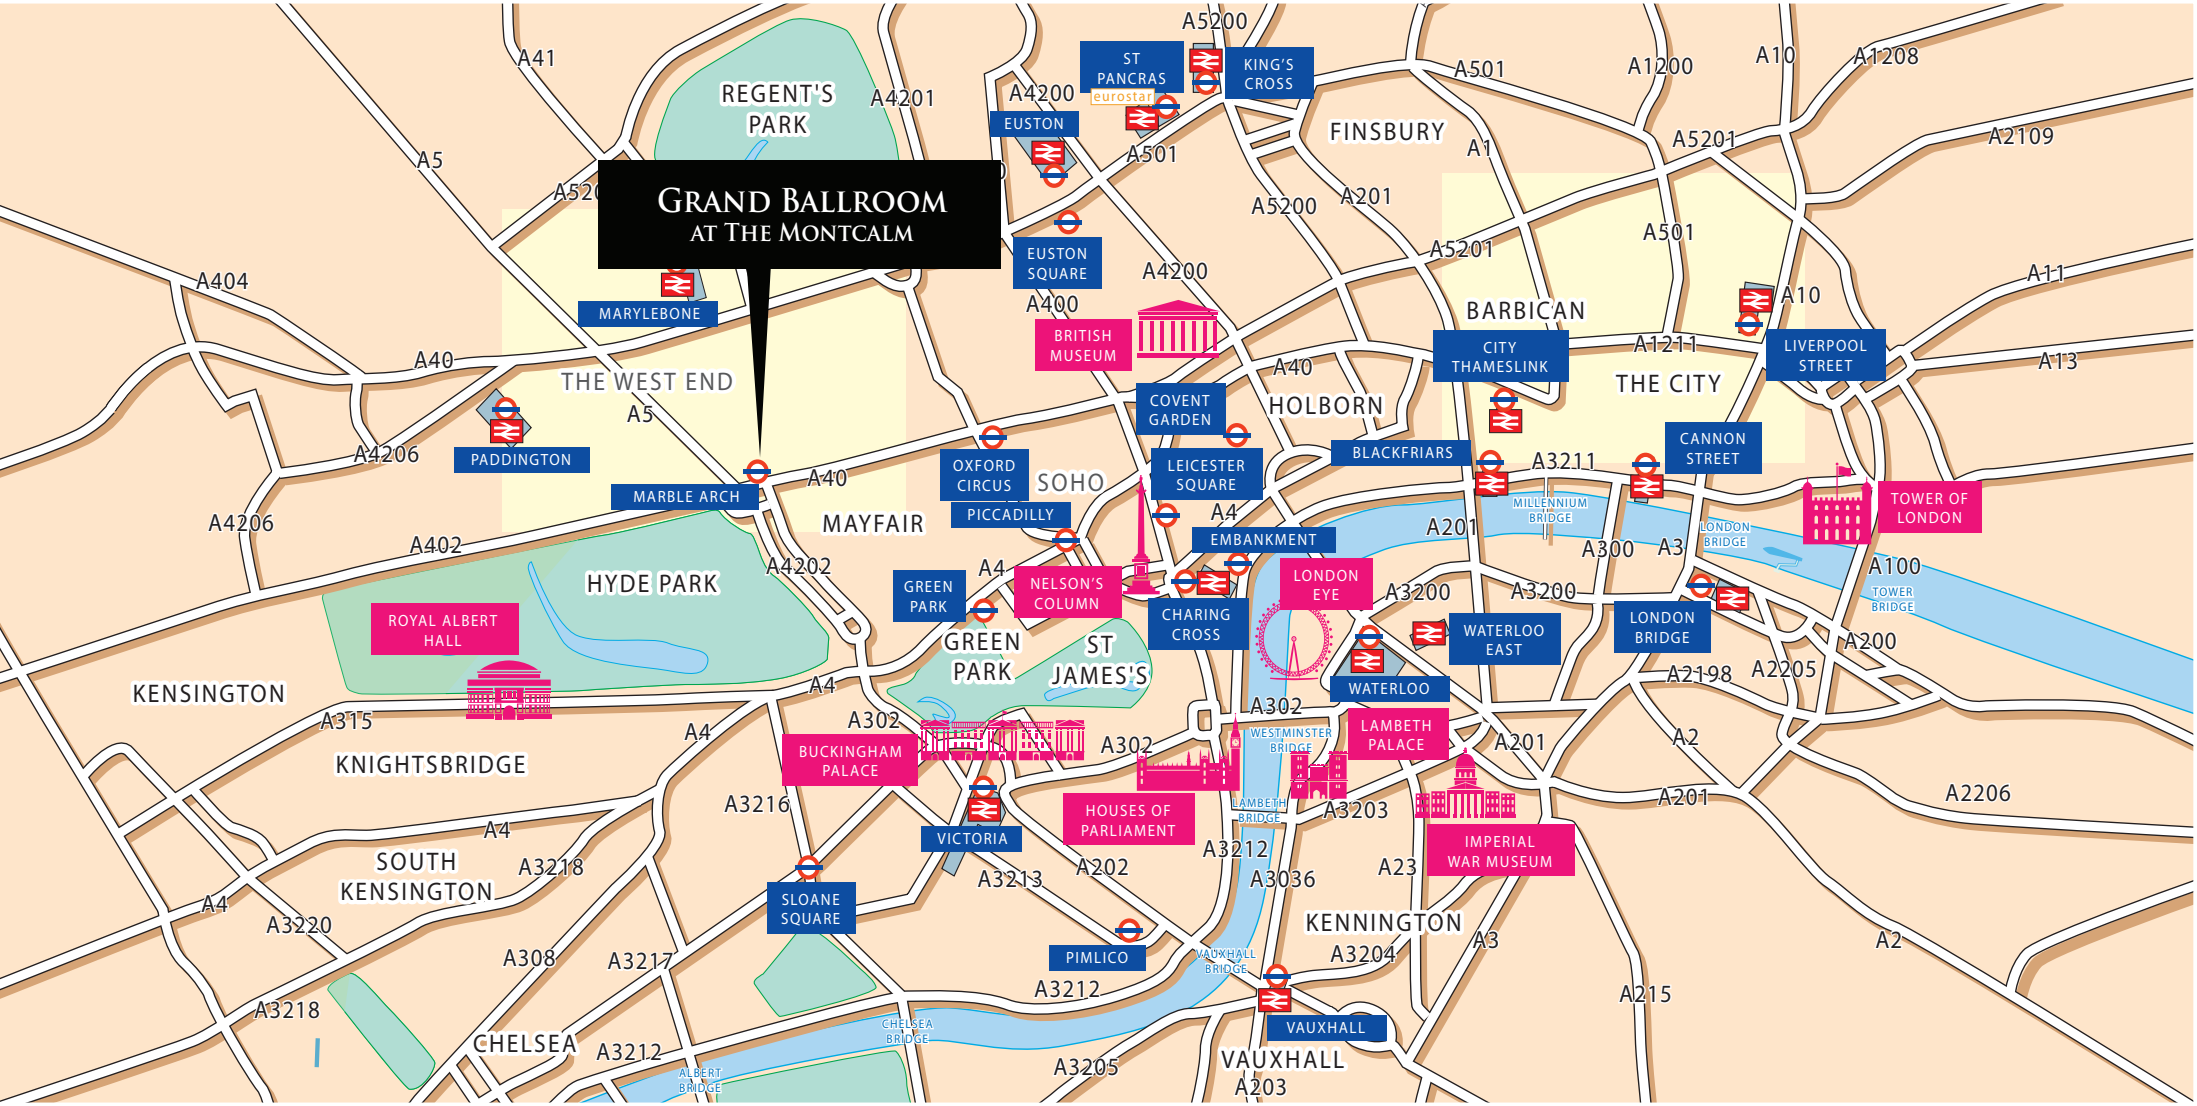 A5200
A41
A10
A1208
ST
PANCRAS
eurostar
KING'S
CROSS
A501
A1200
REGENT'S
PARK
A4201
A4200
EUSTON
FINSBURY
A5201
A2109
A5
A501
A1
A520
GRAND BALLROOM
AT THE MONTCALM
A5200
A201
A501
A5201
EUSTON
SQUARE
A4200
A404
A11
A400
A10
MARYLEBONE
BARBICAN
BRITISH
MUSEUM
CITY
THAMESLINK
A1211
LIVERPOOL
STREET
A40
A40
A13
THE WEST END
THE CITY
A5
COVENT
GARDEN
HOLBORN
A4206
PADDINGTON
OXFORD
CIRCUS
SOHO
LEICESTER
SQUARE
BLACKFRIARS
A3211
CANNON
STREET
A40
MARBLE ARCH
PICCADILLY
A4
MILLENNIUM
BRIDGE
TOWER OF
LONDON
A4206
MAYFAIR
A201
LONDON
BRIDGE
A402
EMBANKMENT
A300
A3
A4202
A4
A100
HYDE PARK
GREEN
PARK
NELSON'S
COLUMN
LONDON
EYE
A3200
A3200
TOWER
BRIDGE
ROYAL ALBERT
HALL
CHARING
CROSS
WATERLOO
EAST
LONDON
BRIDGE
GREEN
PARK
ST
JAMES'S
A200
A2205
A2198
KENSINGTON
A4
WATERLOO
A315
A302
A302
A4
LAMBETH
PALACE
WESTMINSTER
BRIDGE
A302
A201
A2
KNIGHTSBRIDGE
BUCKINGHAM
PALACE
A3216
A201
A2206
HOUSES OF
PARLIAMENT
LAMBETH
BRIDGE
A3203
A4
VICTORIA
A3212
IMPERIAL
WAR MUSEUM
SOUTH
KENSINGTON
A3218
A3213
A202
A3036
A23
A4
SLOANE
SQUARE
A3220
KENNINGTON
A3
A2
A308
A3217
PIMLICO
VAUXHALL
BRIDGE
A3204
A3218
A3212
A215
CHELSEA
BRIDGE
VAUXHALL
CHELSEA
A3212
A3205
VAUXHALL
ALBERT
BRIDGE
A203